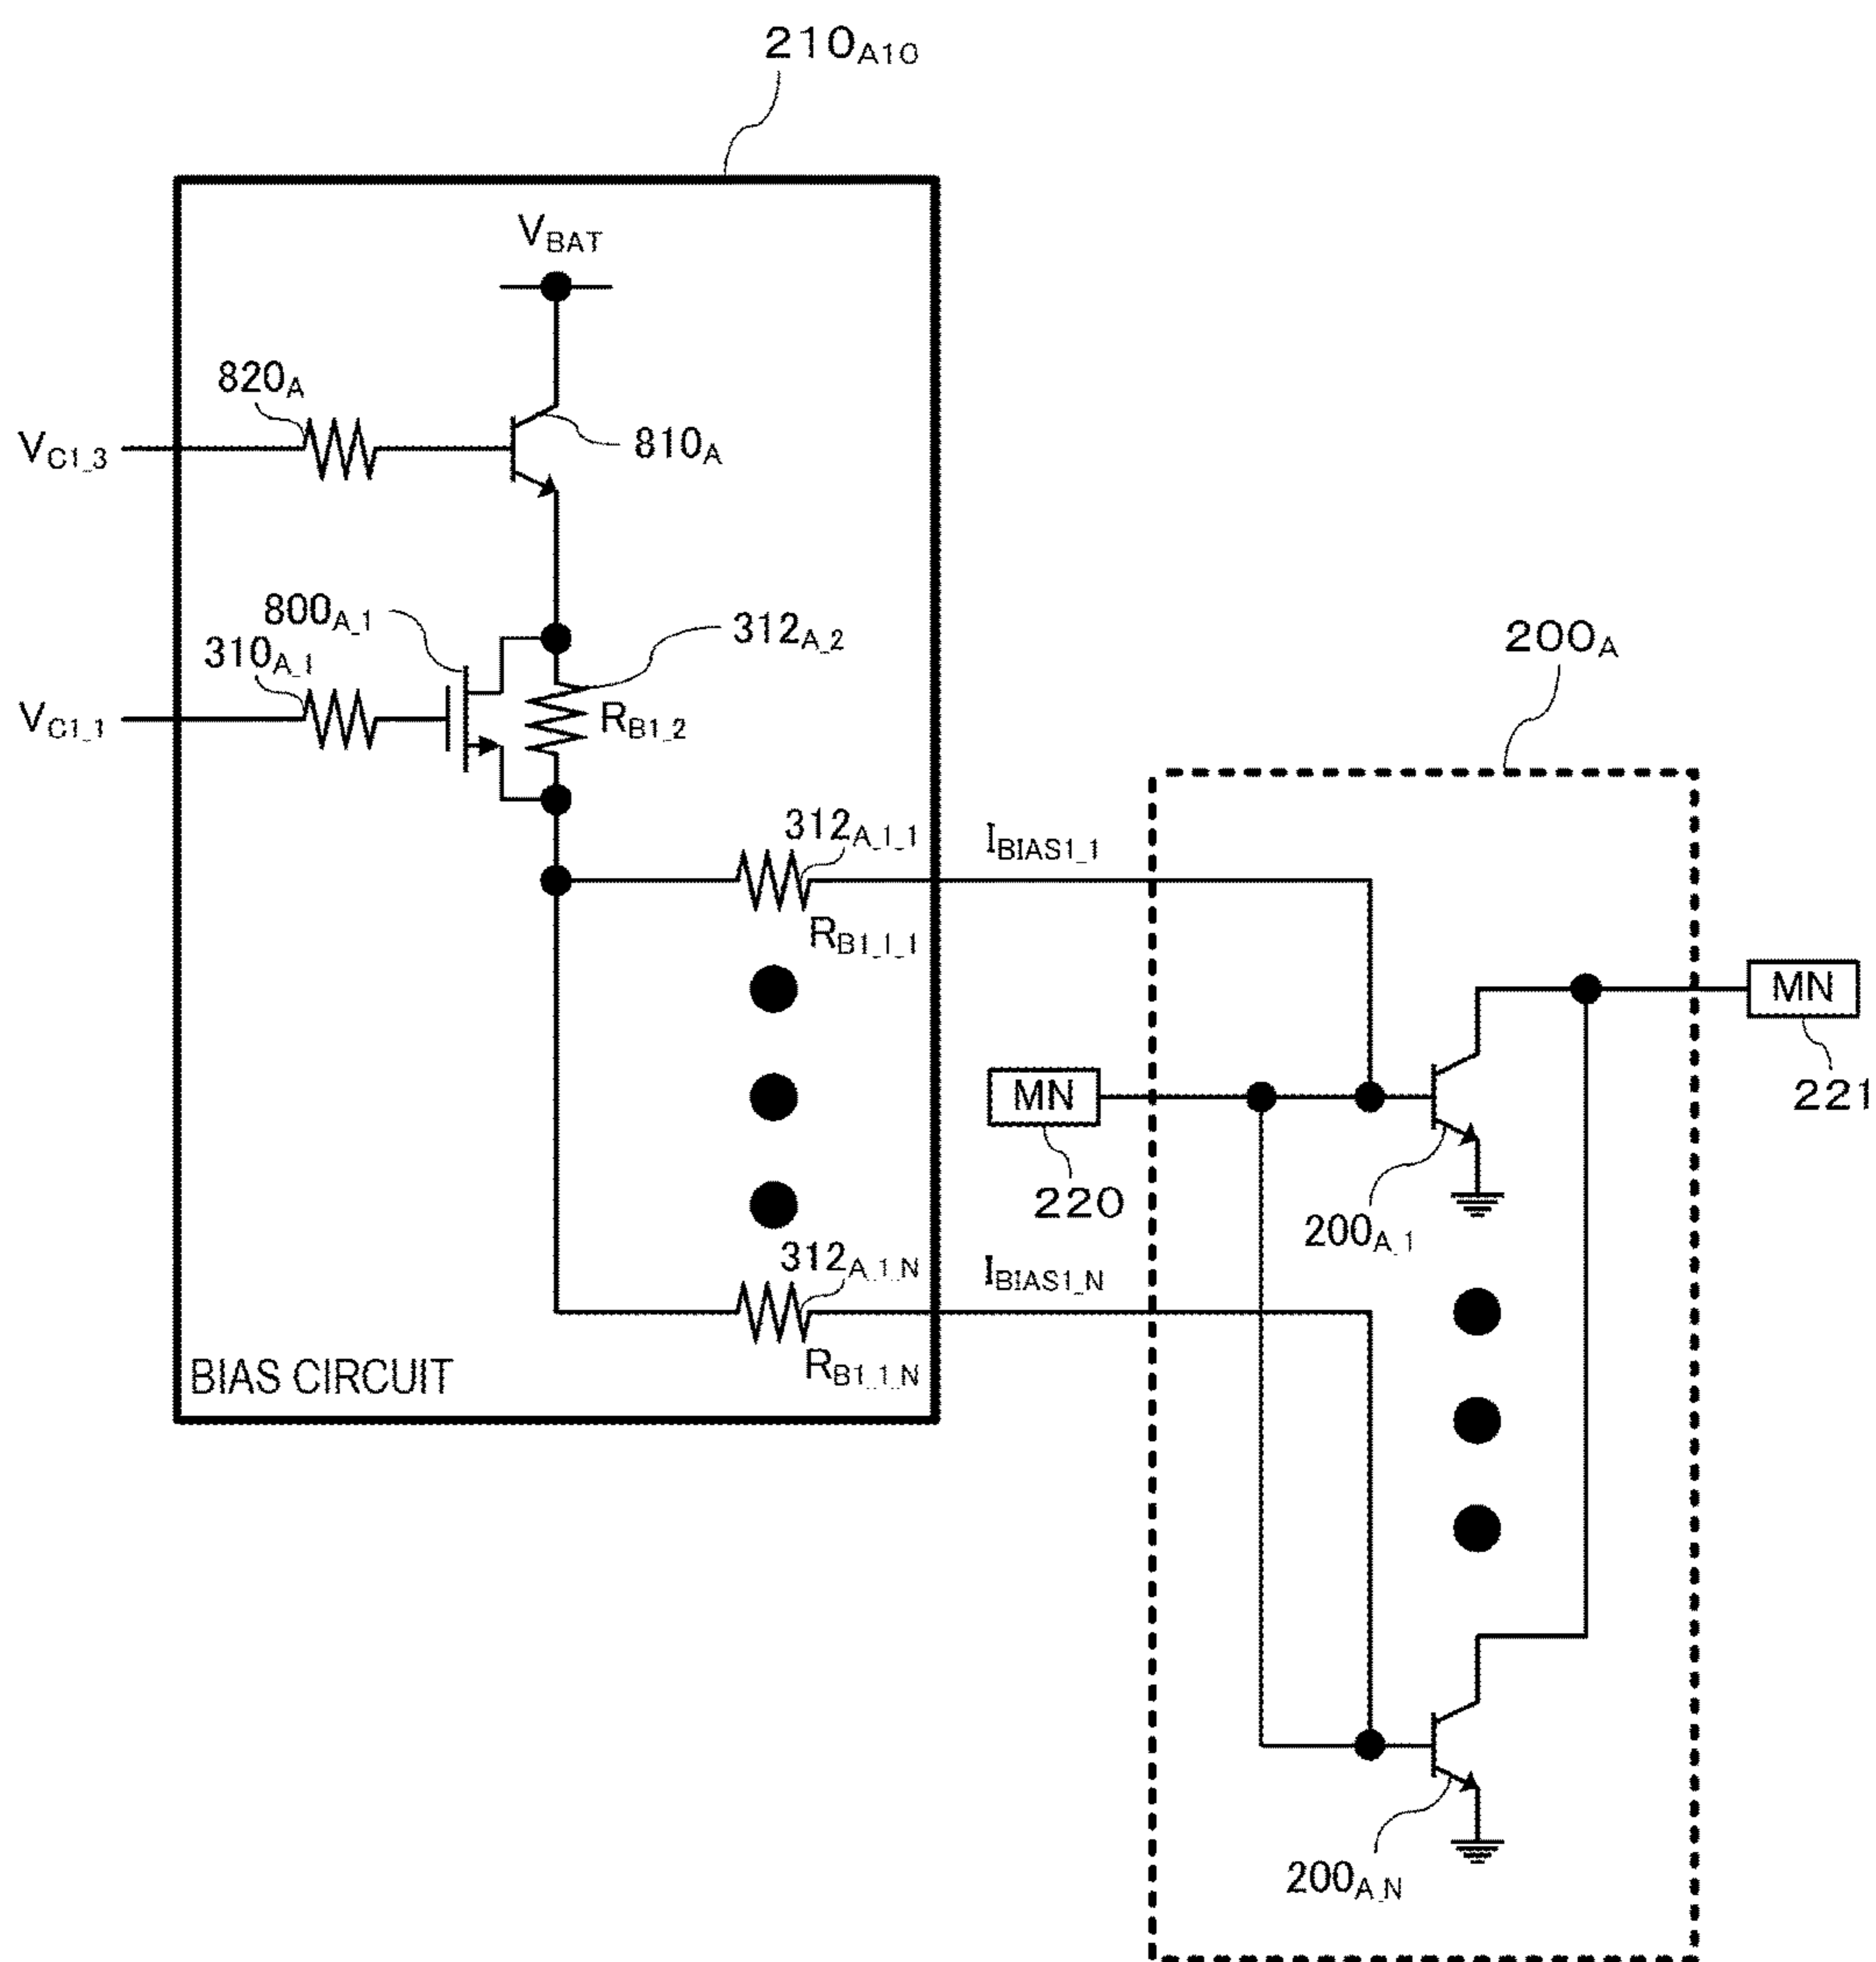 210A10
VBAT
820A
VC1_3
810A
800A_1
310A_1
312A_2
VC1_1
RB1_2
200A
312A_1_1
IBIAS1_1
RB1_1_1
MN
221
MN
220
200A_1
312A_1_N
IBIAS1_N
RB1_1_N
BIAS CIRCUIT
200A_N